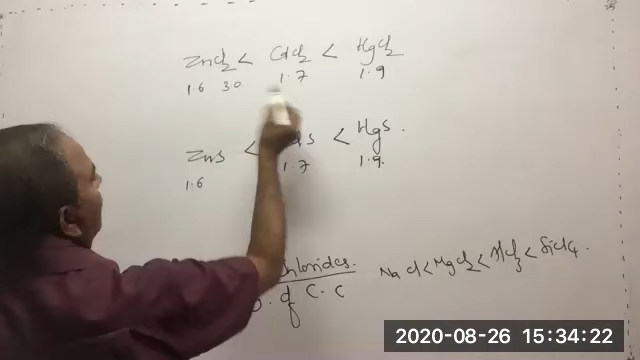 ZnCl2 < CdCl2 < HgCl2
1.6 3.0 1.7 1.9
ZnS < < HgS.
1.6 1.7 1.9.
chlorides. NaCl < MgCl2 < AlCl3 < SiCl4.
of C.C
2020-08-26 15:34:22